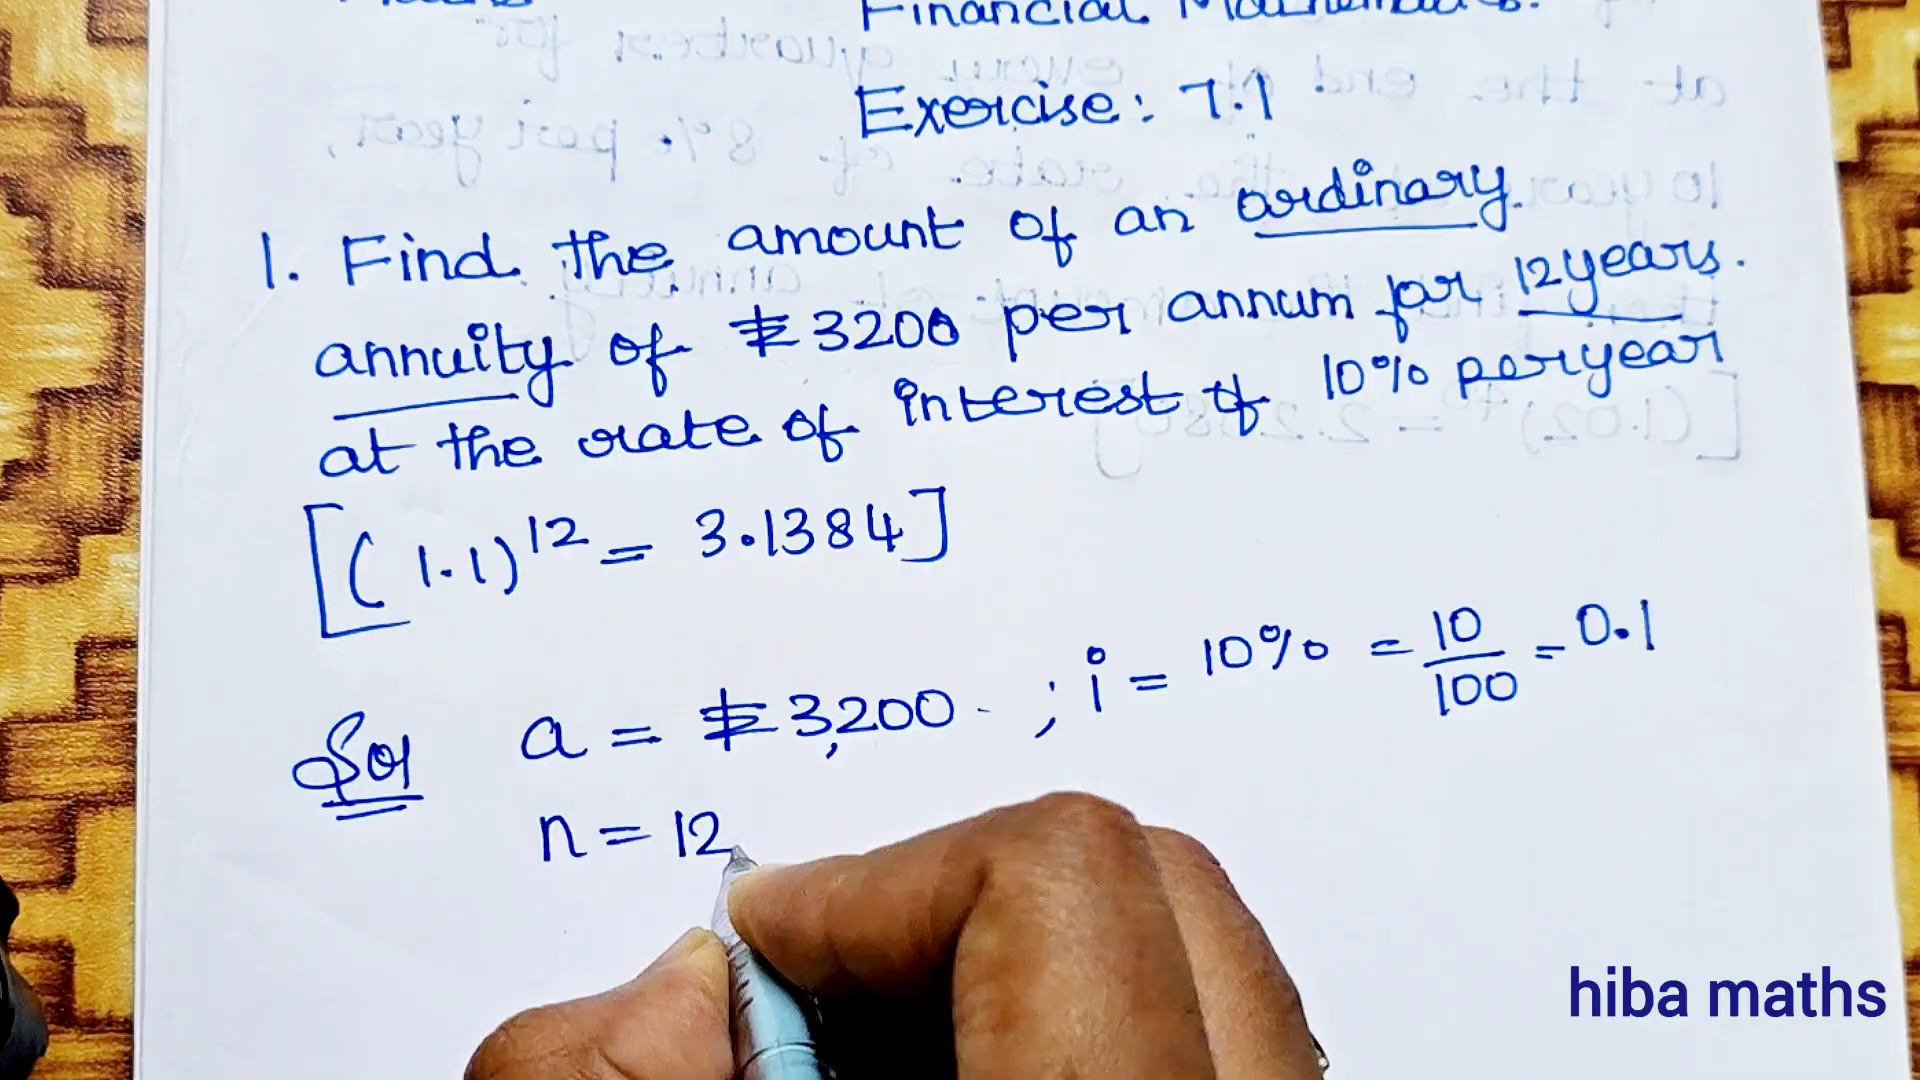 Financial Mathematics.
Exercise: 7.1
1. Find the amount of an ordinary
annuity of ₹3200 per annum for 12 years.
at the rate of interest of 10% per year
[(1.1)¹² = 3.1384]
Sol a = ₹3,200 ; i = 10% = 10/100 = 0.1
n = 12
hiba maths